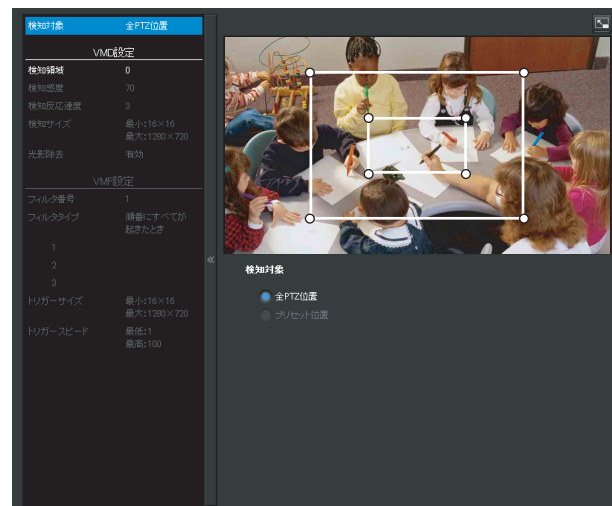 検知対象 全PTZ位置
VMD設定
検知領域 0
検知感度 70
検知反応速度 3
検知サイズ 最小:16×16
最大:1280×720
光影除去 有効
VMF設定
フィルタ番号 1
フィルタタイプ 順番にすべてが
起きたとき
1
2
3
トリガーサイズ 最小:16×16
最大:1280×720
トリガースピード 最低:1
最高:100
«
検知対象
全PTZ位置
プリセット位置